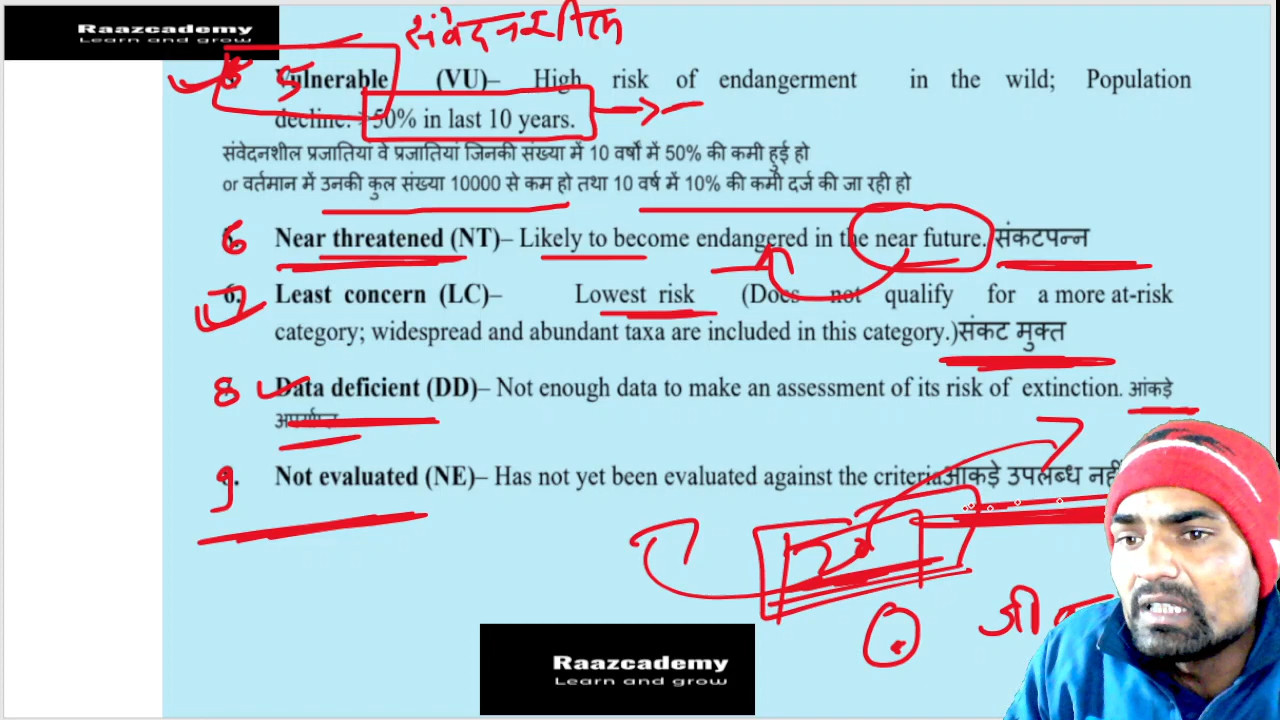 Raazcademy
Learn and grow
संवेदनशील
5 Vulnerable (VU)– High risk of endangerment in the wild; Population
decline: >50% in last 10 years.
संवेदनशील प्रजातिया वे प्रजातियां जिनकी संख्या में 10 वर्षों में 50% की कमी हुई हो
or वर्तमान में उनकी कुल संख्या 10000 से कम हो तथा 10 वर्ष में 10% की कमी दर्ज की जा रही हो
6 Near threatened (NT)– Likely to become endangered in the near future. संकटपन्न
7 Least concern (LC)– Lowest risk (Does not qualify for a more at-risk
category; widespread and abundant taxa are included in this category.)संकट मुक्त
8 Data deficient (DD)– Not enough data to make an assessment of its risk of extinction. आंकड़े
अपर्याप्त
9 Not evaluated (NE)– Has not yet been evaluated against the criteriaआकड़े उपलब्ध नहीं
जी
Raazcademy
Learn and grow